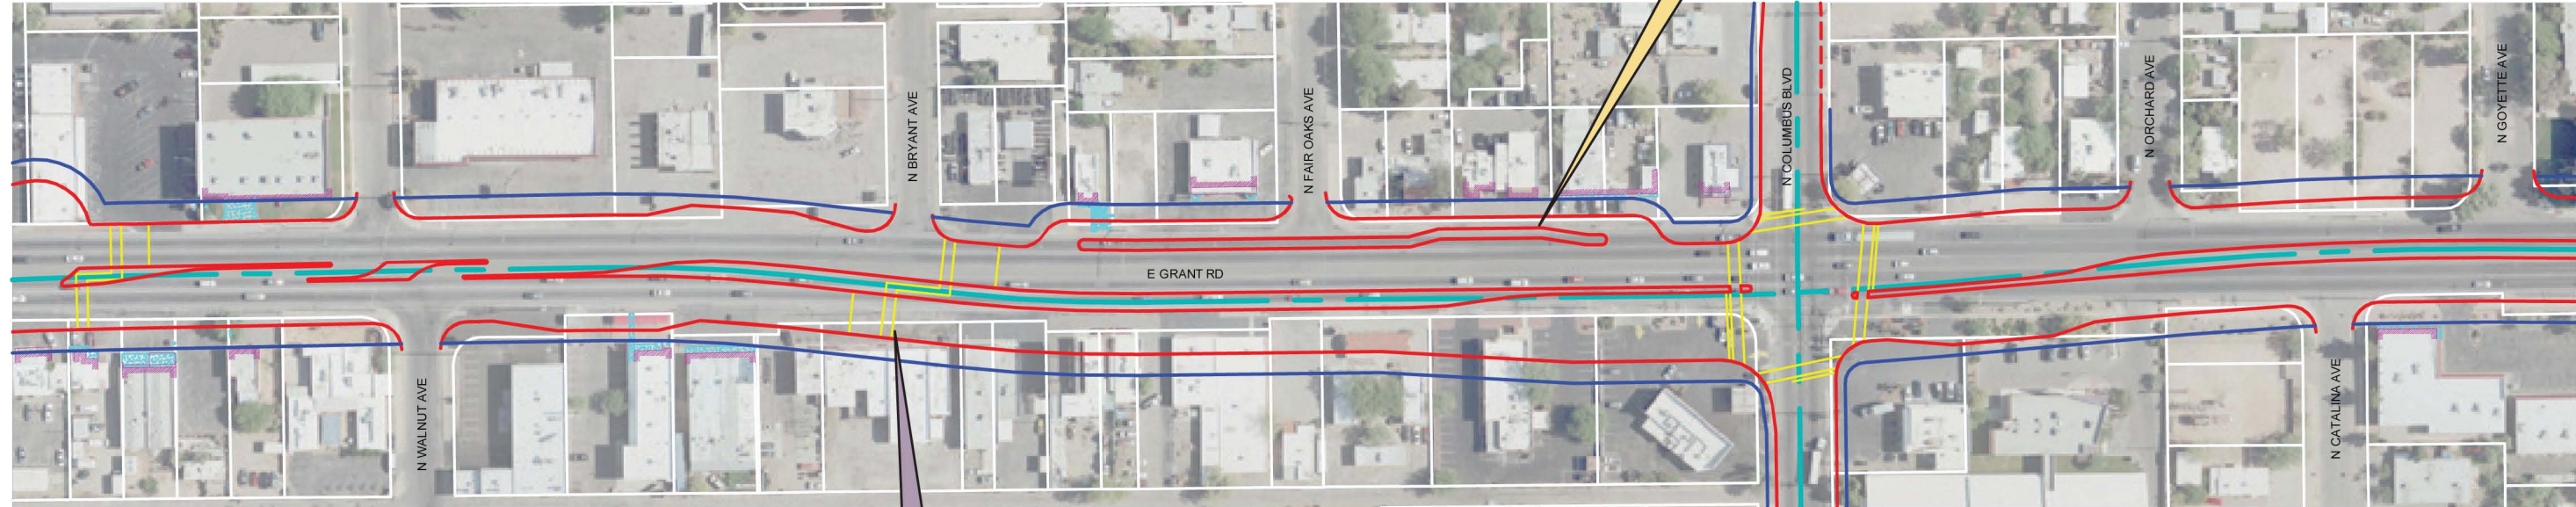 N BRYANT AVE
N FAIR OAKS AVE
N COLUMBUS BLVD
N ORCHARD AVE
N GOYETTE AVE
E GRANT RD
N WALNUT AVE
N CATALINA AVE